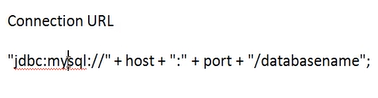 Connection URL
"jdbc:mysql://" + host + ":" + port + "/databasename";